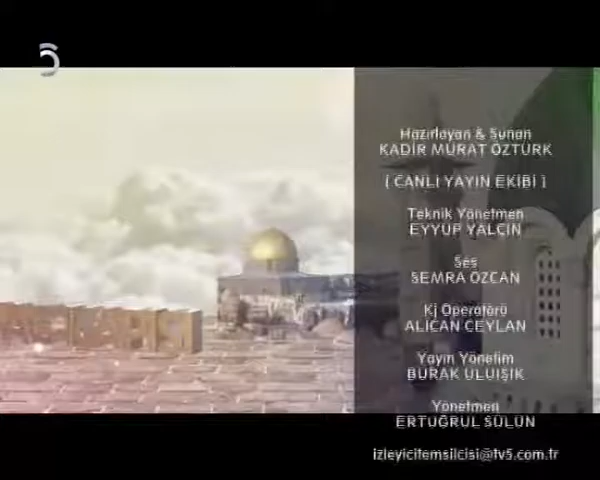 5
Hazırlayan & Sunan
KADİR MURAT ÖZTÜRK
[ CANLI YAYIN EKİBİ ]
Teknik Yönetmen
EYYÜP YALÇIN
Ses
SEMRA ÖZCAN
Kj Operatörü
ALİCAN CEYLAN
Yayın Yönetim
BURAK ULUIŞIK
Yönetmen
ERTUĞRUL SÜLÜN
izleyicitemsilcisi@tv5.com.tr